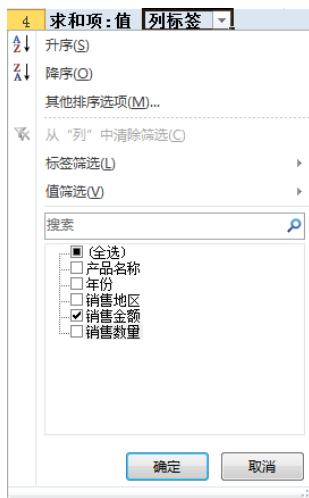 4 求和项:值 列标签
升序(S)
降序(O)
其他排序选项(M)...
从“列”中清除筛选(C)
标签筛选(L)
值筛选(V)
搜索
(全选)
产品名称
年份
销售地区
销售金额
销售数量
确定 取消